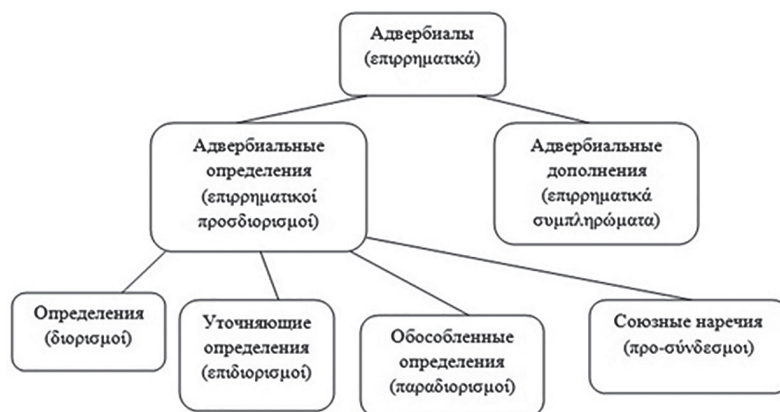 Адвербиалы
(επιρρηματικά)
Адвербиальные
определения
(επιρρηματικοί
προσδιορισμοί)
Адвербиальные
дополнения
(επιρρηματικά
συμπληρώματα)
Определения
(διορισμοί)
Уточняющие
определения
(επιδιορισμοί)
Обособленные
определения
(παραδιορισμοί)
Союзные наречия
(προ-σύνδεσμοι)